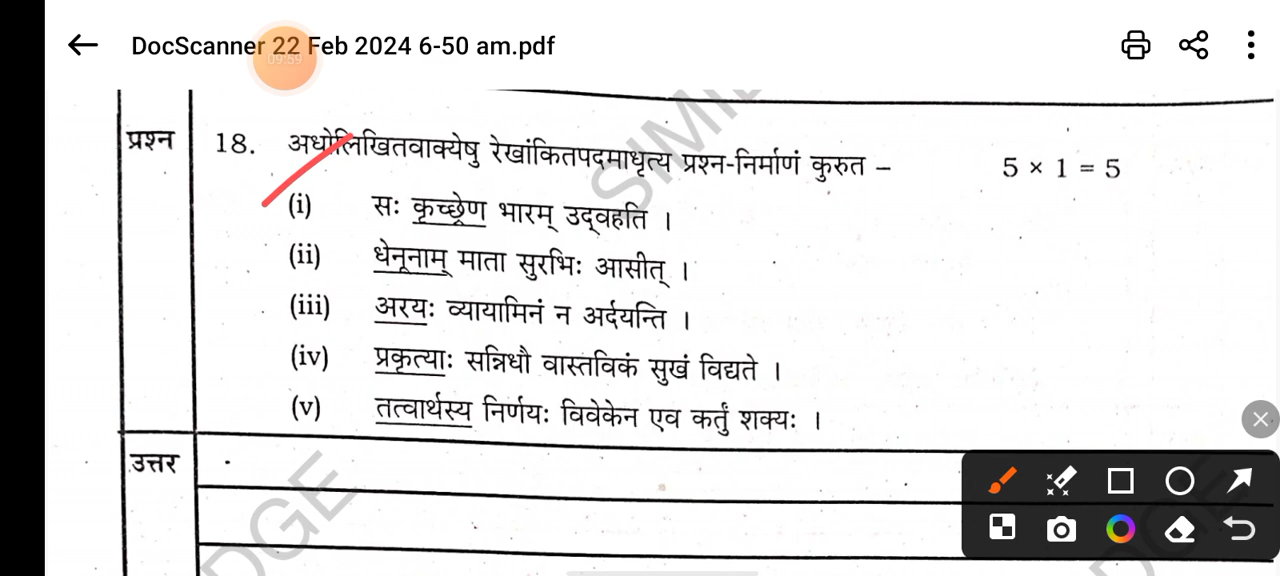 DocScanner 22 Feb 2024 6-50 am.pdf
09:59
प्रश्न 18. अधोलिखितवाक्येषु रेखांकितपदमाधृत्य प्रश्न-निर्माणं कुरुत – 5 × 1 = 5
(i) सः कृच्छ्रेण भारम् उद्वहति ।
(ii) धेनूनाम् माता सुरभिः आसीत् ।
(iii) अरयः व्यायामिनं न अर्दयन्ति ।
(iv) प्रकृत्याः सन्निधौ वास्तविकं सुखं विद्यते ।
(v) तत्वार्थस्य निर्णयः विवेकेन एव कर्तुं शक्यः ।
उत्तर